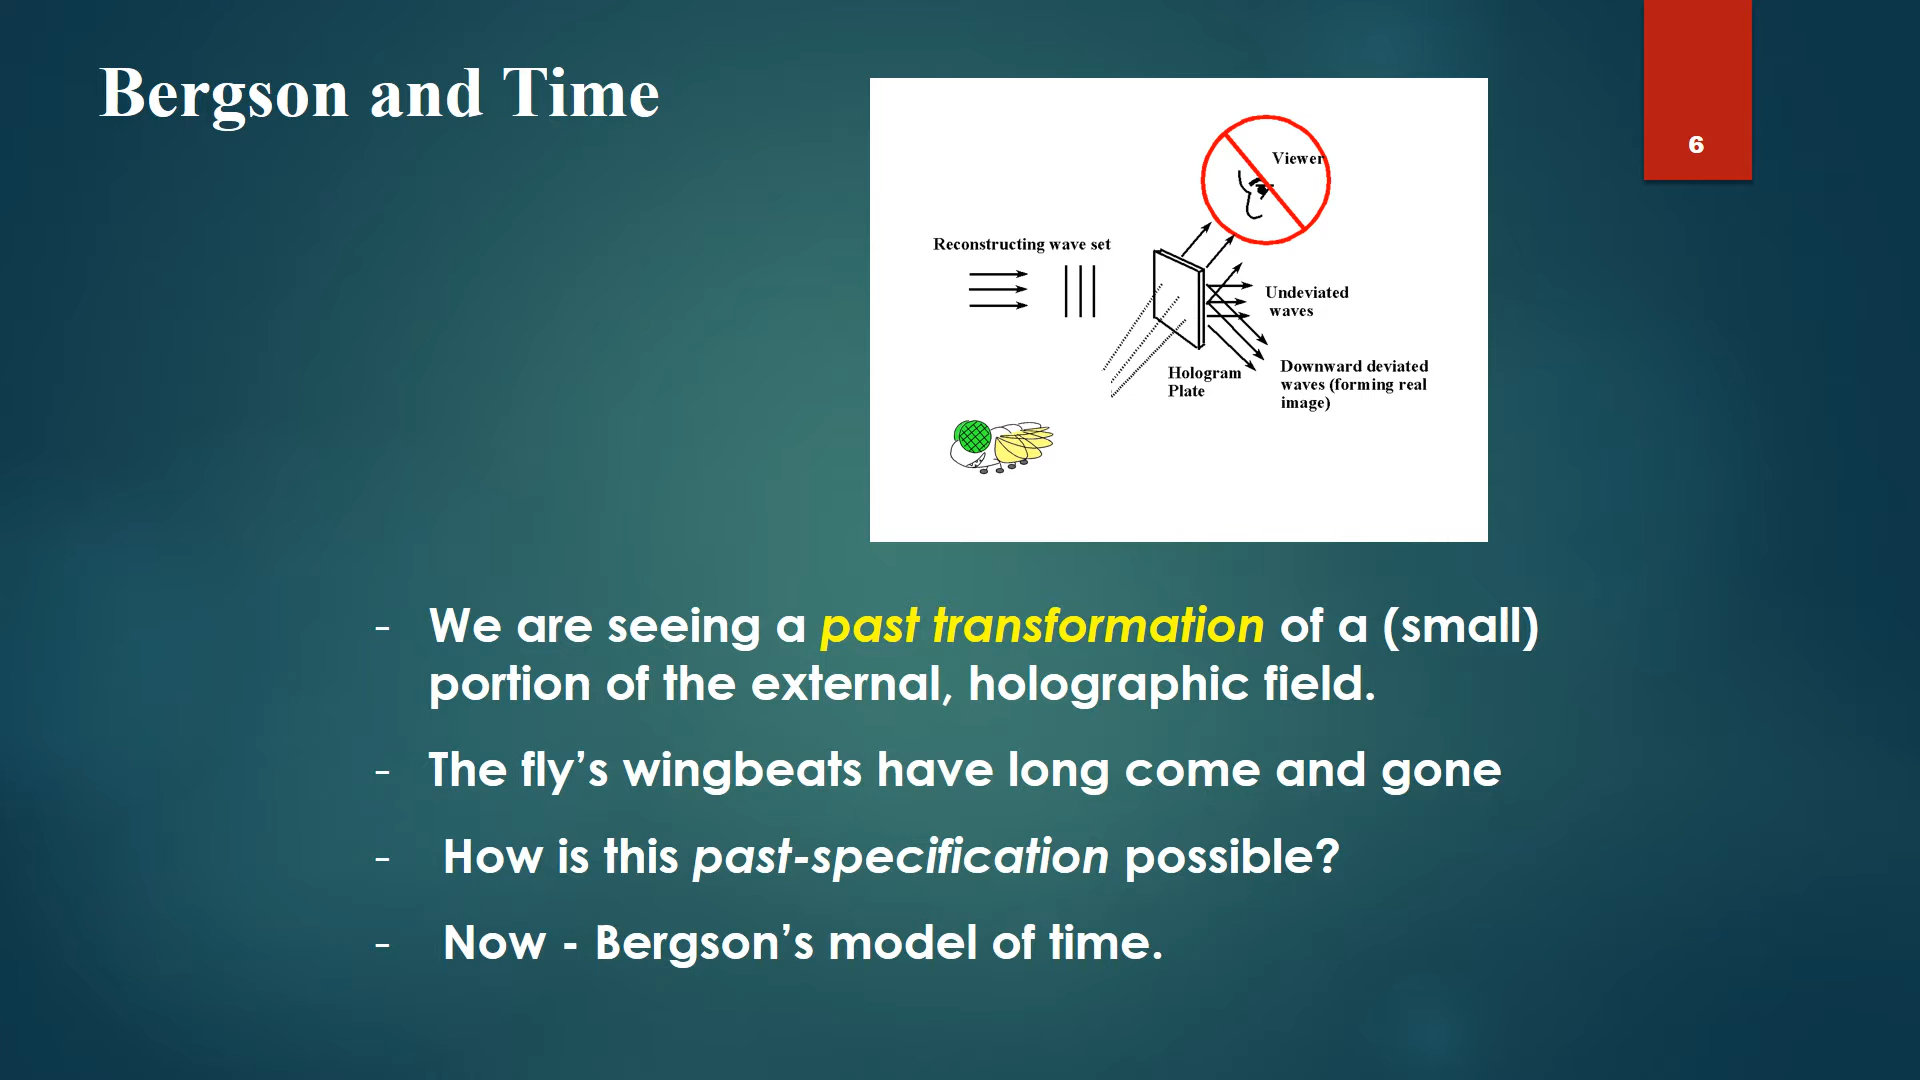 Bergson and Time
6
Viewer
Reconstructing wave set
Undeviated
waves
Hologram
Plate
Downward deviated
waves (forming real
image)
- We are seeing a past transformation of a (small)
portion of the external, holographic field.
- The fly’s wingbeats have long come and gone
- How is this past-specification possible?
- Now - Bergson’s model of time.